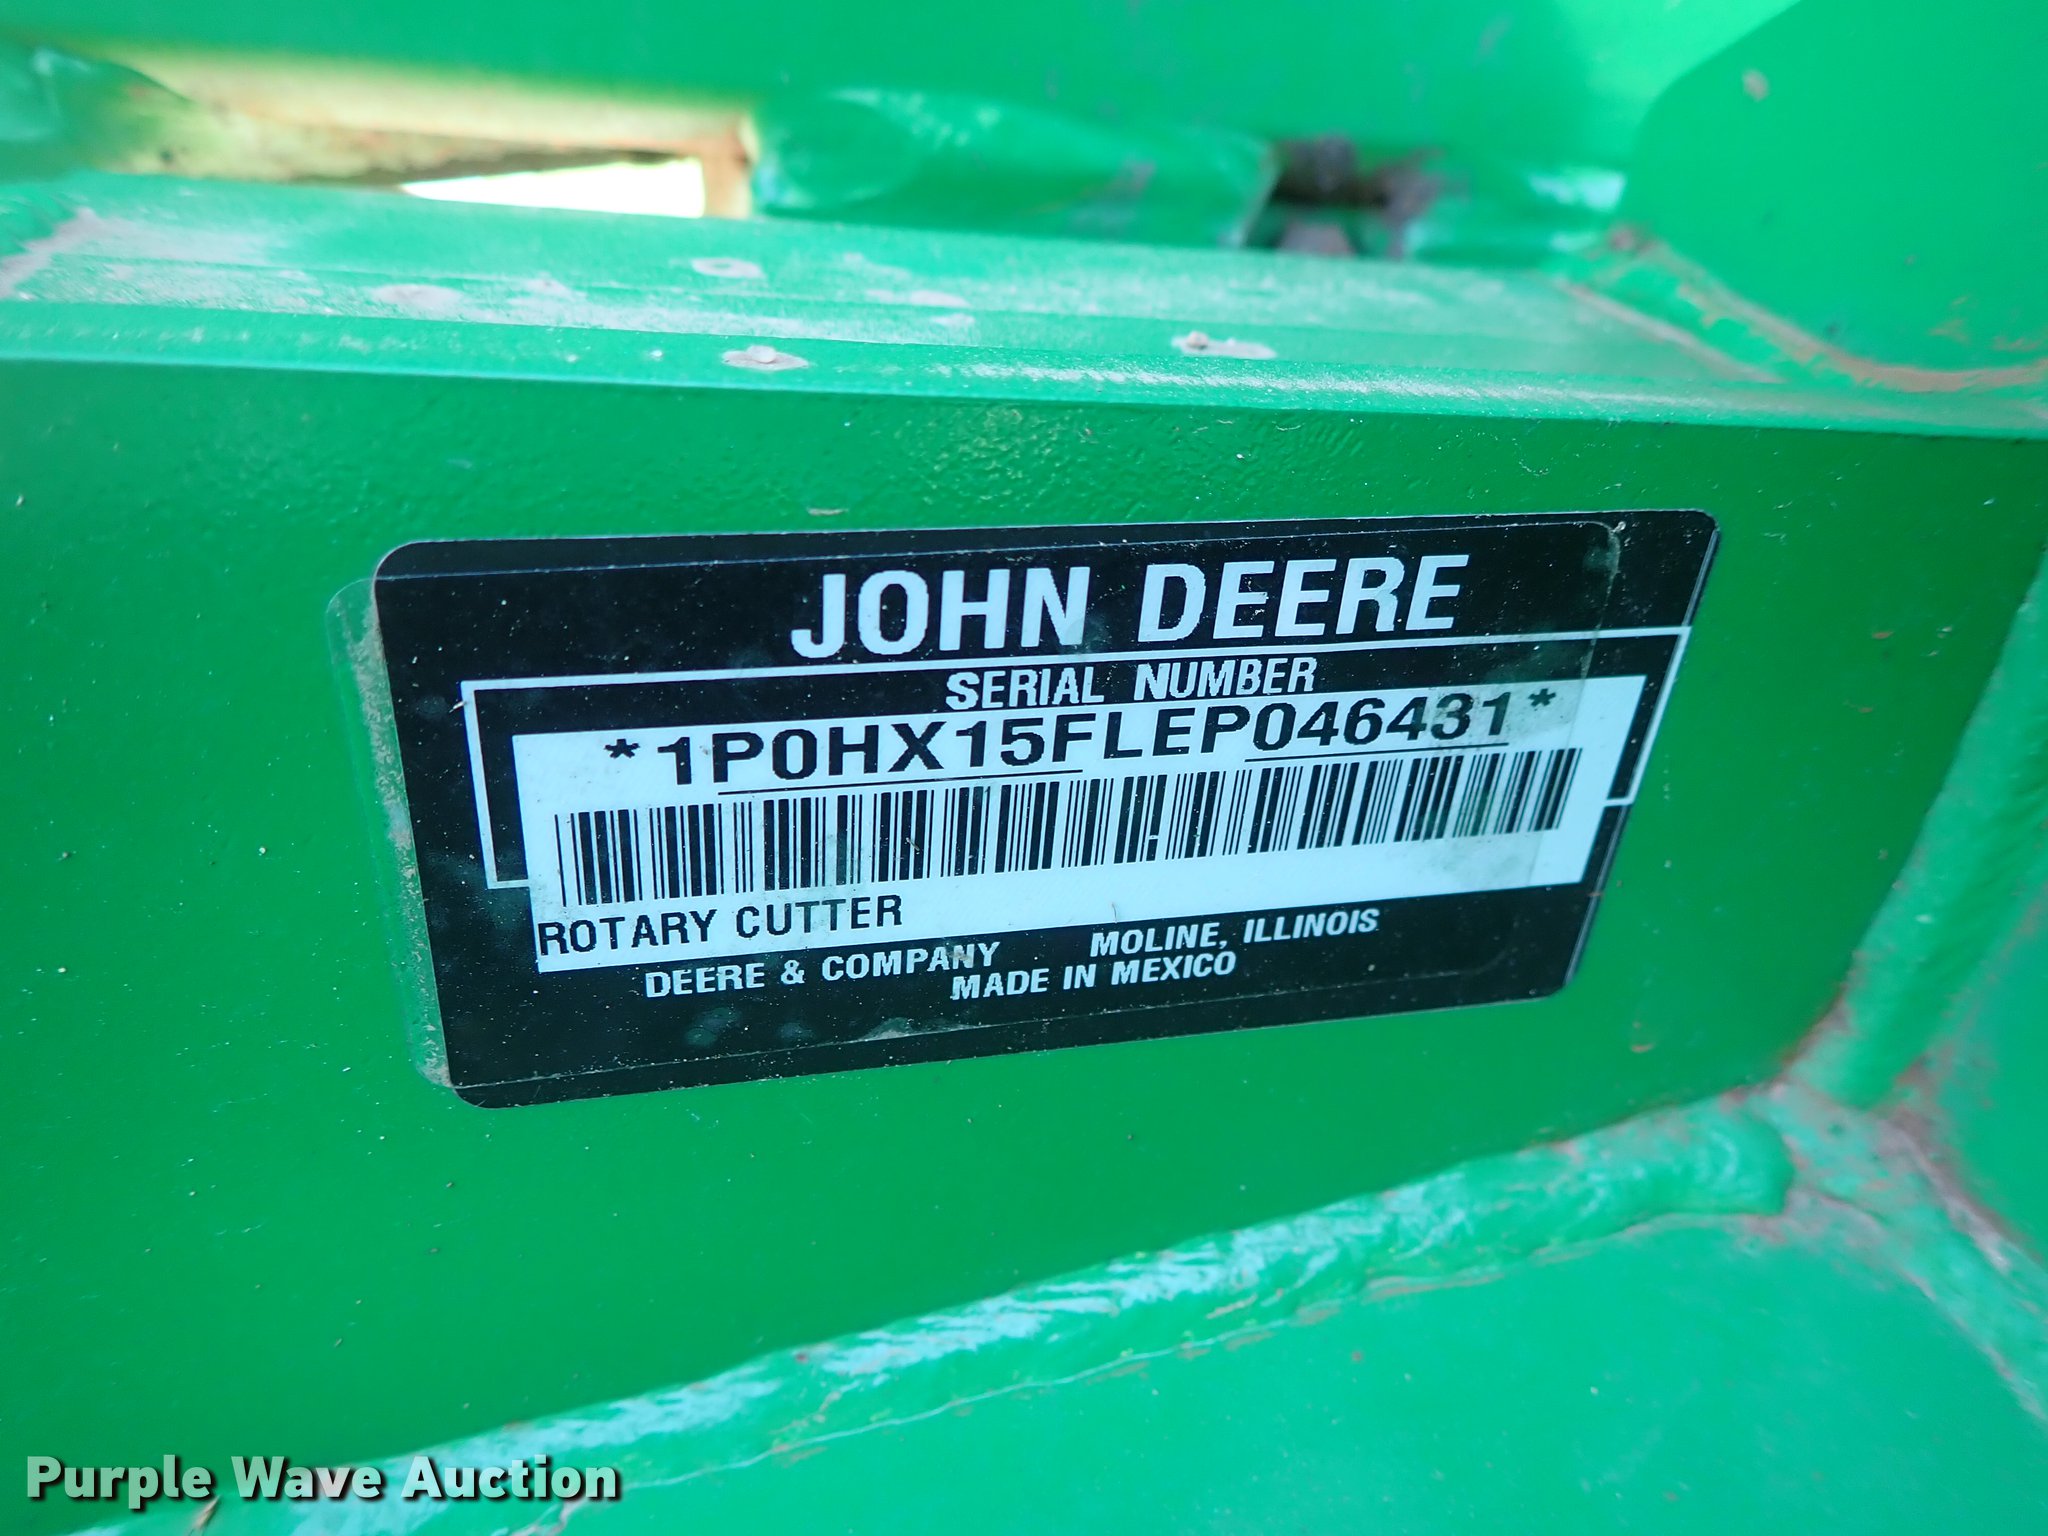 JOHN DEERE
SERIAL NUMBER
*1P0HX15FLEP046431*
ROTARY CUTTER
DEERE & COMPANY MOLINE, ILLINOIS
MADE IN MEXICO
Purple Wave Auction